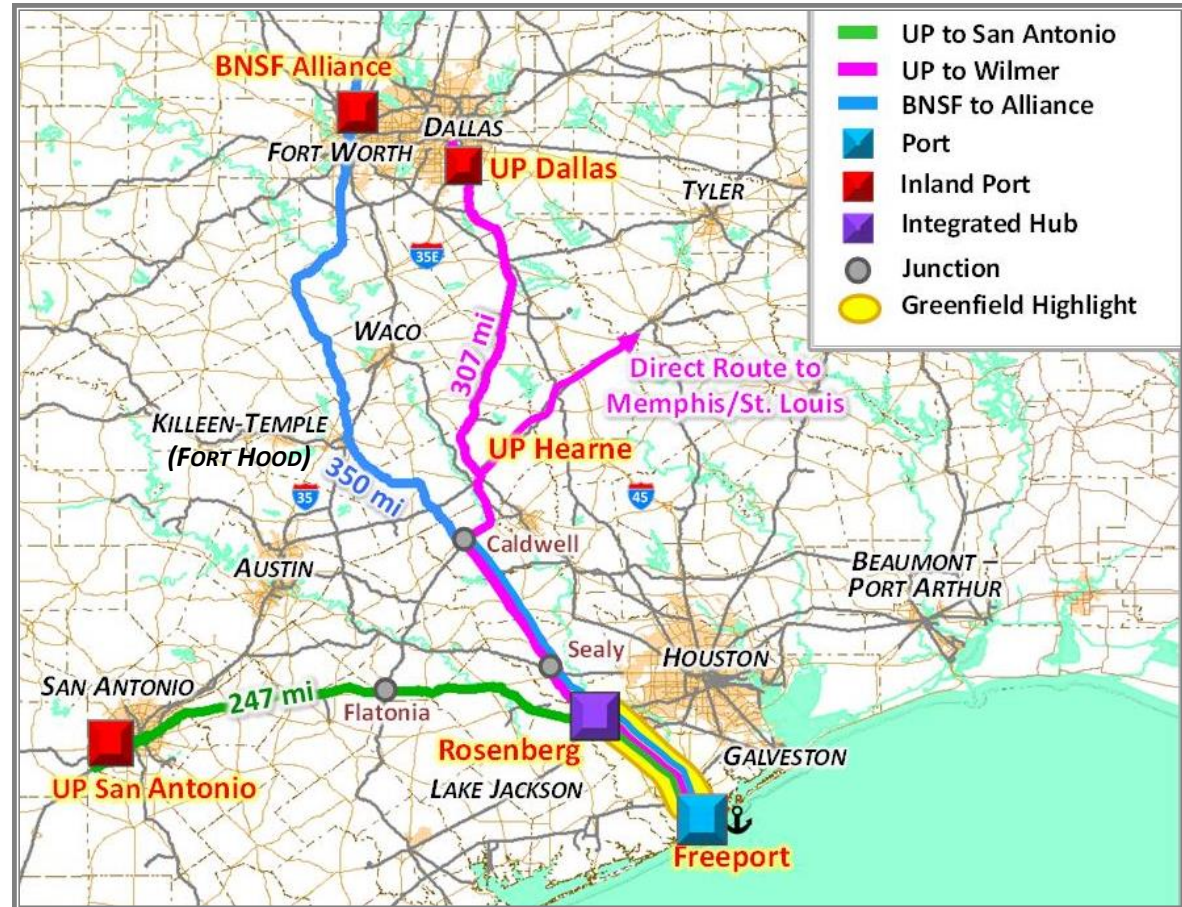 BNSF Alliance
DALLAS
FORT WORTH
UP Dallas
TYLER
35E
WACO
307 mi
Direct Route to
Memphis/St. Louis
KILLEEN-TEMPLE
(FORT HOOD)
UP Hearne
350 mi
35
45
Caldwell
AUSTIN
BEAUMONT –
PORT ARTHUR
Sealy
HOUSTON
SAN ANTONIO
247 mi
Flatonia
Rosenberg
GALVESTON
UP San Antonio
LAKE JACKSON
Freeport
UP to San Antonio
UP to Wilmer
BNSF to Alliance
Port
Inland Port
Integrated Hub
Junction
Greenfield Highlight